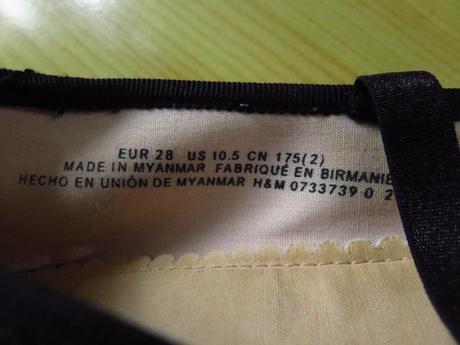 EUR 28 US 10.5 CN 175(2)
MADE IN MYANMAR FABRIQUÉ EN BIRMANIE
HECHO EN UNIÓN DE MYANMAR H&M 0733739 0 2